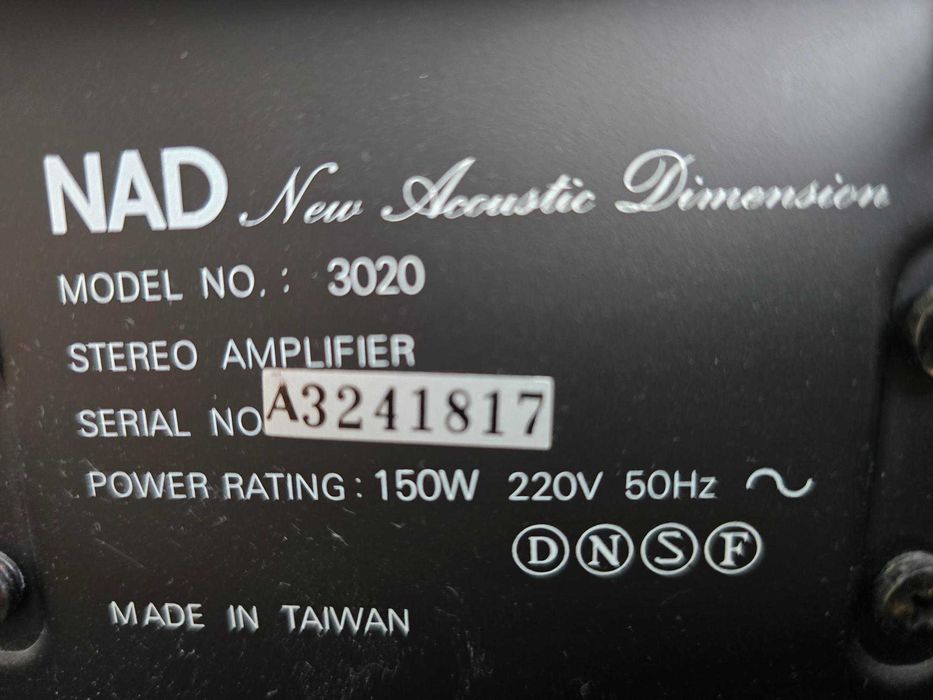 NAD New Acoustic Dimension
MODEL NO. : 3020
STEREO AMPLIFIER
SERIAL NO A3241817
POWER RATING : 150W 220V 50Hz ~
D N S F
MADE IN TAIWAN